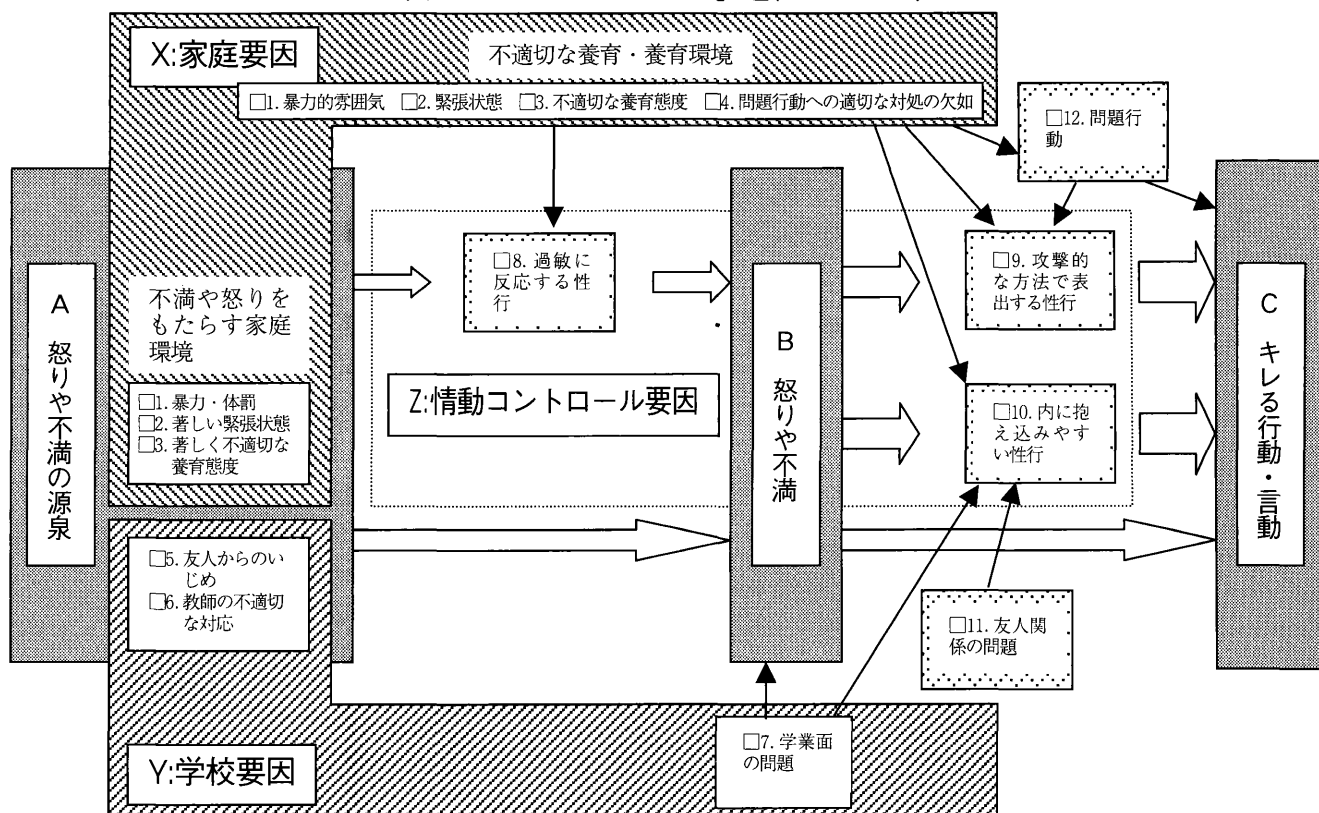 X:家庭要因
不適切な養育・養育環境
□1. 暴力的雰囲気 □2. 緊張状態 □3. 不適切な養育態度 □4. 問題行動への適切な対処の欠如
□12. 問題行
動
A 怒りや不満の源泉
不満や怒りを
もたらす家庭
環境
□1. 暴力・体罰
□2. 著しい緊張状態
□3. 著しく不適切な
養育態度
□8. 過敏に
反応する性
行
Z:情動コントロール要因
B 怒りや不満
□9. 攻撃的
な方法で表
出する性行
□10. 内に抱
え込みやす
い性行
C キレる行動・言動
□5. 友人からのい
じめ
□6. 教師の不適切
な対応
□11. 友人関
係の問題
□7. 学業面
の問題
Y:学校要因